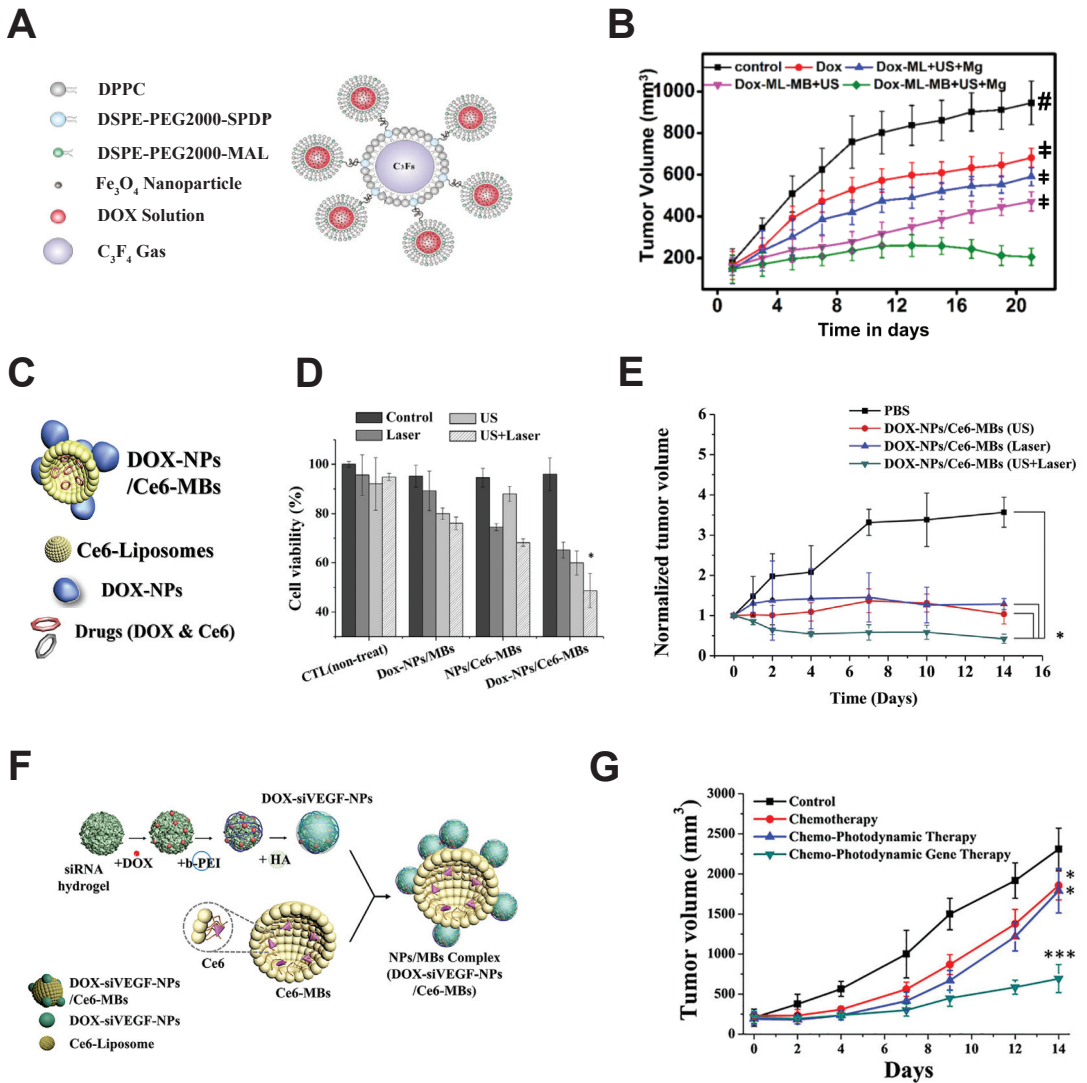 A
DPPC
DSPE-PEG2000-SPDP
DSPE-PEG2000-MAL
Fe3O4 Nanoparticle
DOX Solution
C3F4 Gas
C3F8
B
control Dox Dox-ML+US+Mg
Dox-ML-MB+US Dox-ML-MB+US+Mg
Tumor Volume (mm3)
1000
800
600
400
200
#
ǂ
ǂ
ǂ
0 4 8 12 16 20
Time in days
C
DOX-NPs
/Ce6-MBs
Ce6-Liposomes
DOX-NPs
Drugs (DOX & Ce6)
D
Control US
Laser US+Laser
Cell viability (%)
100
80
60
40
*
CTL(non-treat) Dox-NPs/MBs NPs/Ce6-MBs Dox-NPs/Ce6-MBs
E
PBS
DOX-NPs/Ce6-MBs (US)
DOX-NPs/Ce6-MBs (Laser)
DOX-NPs/Ce6-MBs (US+Laser)
Normalized tumor volume
6
5
4
3
2
1
0
*
0 2 4 6 8 10 12 14 16
Time (Days)
F
DOX-siVEGF-NPs
siRNA
hydrogel
+DOX
+b-PEI
+ HA
Ce6
Ce6-MBs
NPs/MBs Complex
(DOX-siVEGF-NPs
/Ce6-MBs)
DOX-siVEGF-NPs
/Ce6-MBs
DOX-siVEGF-NPs
Ce6-Liposome
G
Control
Chemotherapy
Chemo-Photodynamic Therapy
Chemo-Photodynamic Gene Therapy
Tumor volume (mm3)
3000
2500
2000
1500
1000
500
0
*
*
***
0 2 4 6 8 10 12 14
Days